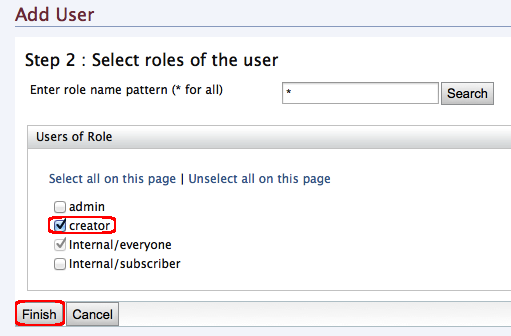 Add User
Step 2 : Select roles of the user
Enter role name pattern (* for all) * Search
Users of Role
Select all on this page | Unselect all on this page
admin
creator
Internal/everyone
Internal/subscriber
Finish Cancel